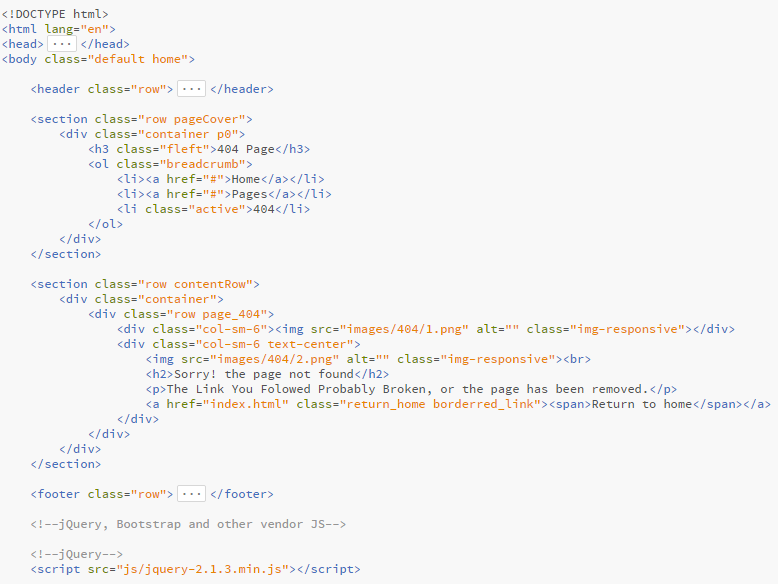 <!DOCTYPE html>
<html lang="en">
<head> ... </head>
<body class="default home">
<header class="row"> ... </header>
<section class="row pageCover">
<div class="container p0">
<h3 class="fleft">404 Page</h3>
<ol class="breadcrumb">
<li><a href="#">Home</a></li>
<li><a href="#">Pages</a></li>
<li class="active">404</li>
</ol>
</div>
</section>
<section class="row contentRow">
<div class="container">
<div class="row page_404">
<div class="col-sm-6"><img src="images/404/1.png" alt="" class="img-responsive"></div>
<div class="col-sm-6 text-center">
<img src="images/404/2.png" alt="" class="img-responsive"><br>
<h2>Sorry! the page not found</h2>
<p>The Link You Folowed Probably Broken, or the page has been removed.</p>
<a href="index.html" class="return_home borderred_link"><span>Return to home</span></a>
</div>
</div>
</div>
</section>
<footer class="row"> ... </footer>
<!--jQuery, Bootstrap and other vendor JS-->
<!--jQuery-->
<script src="js/jquery-2.1.3.min.js"></script>